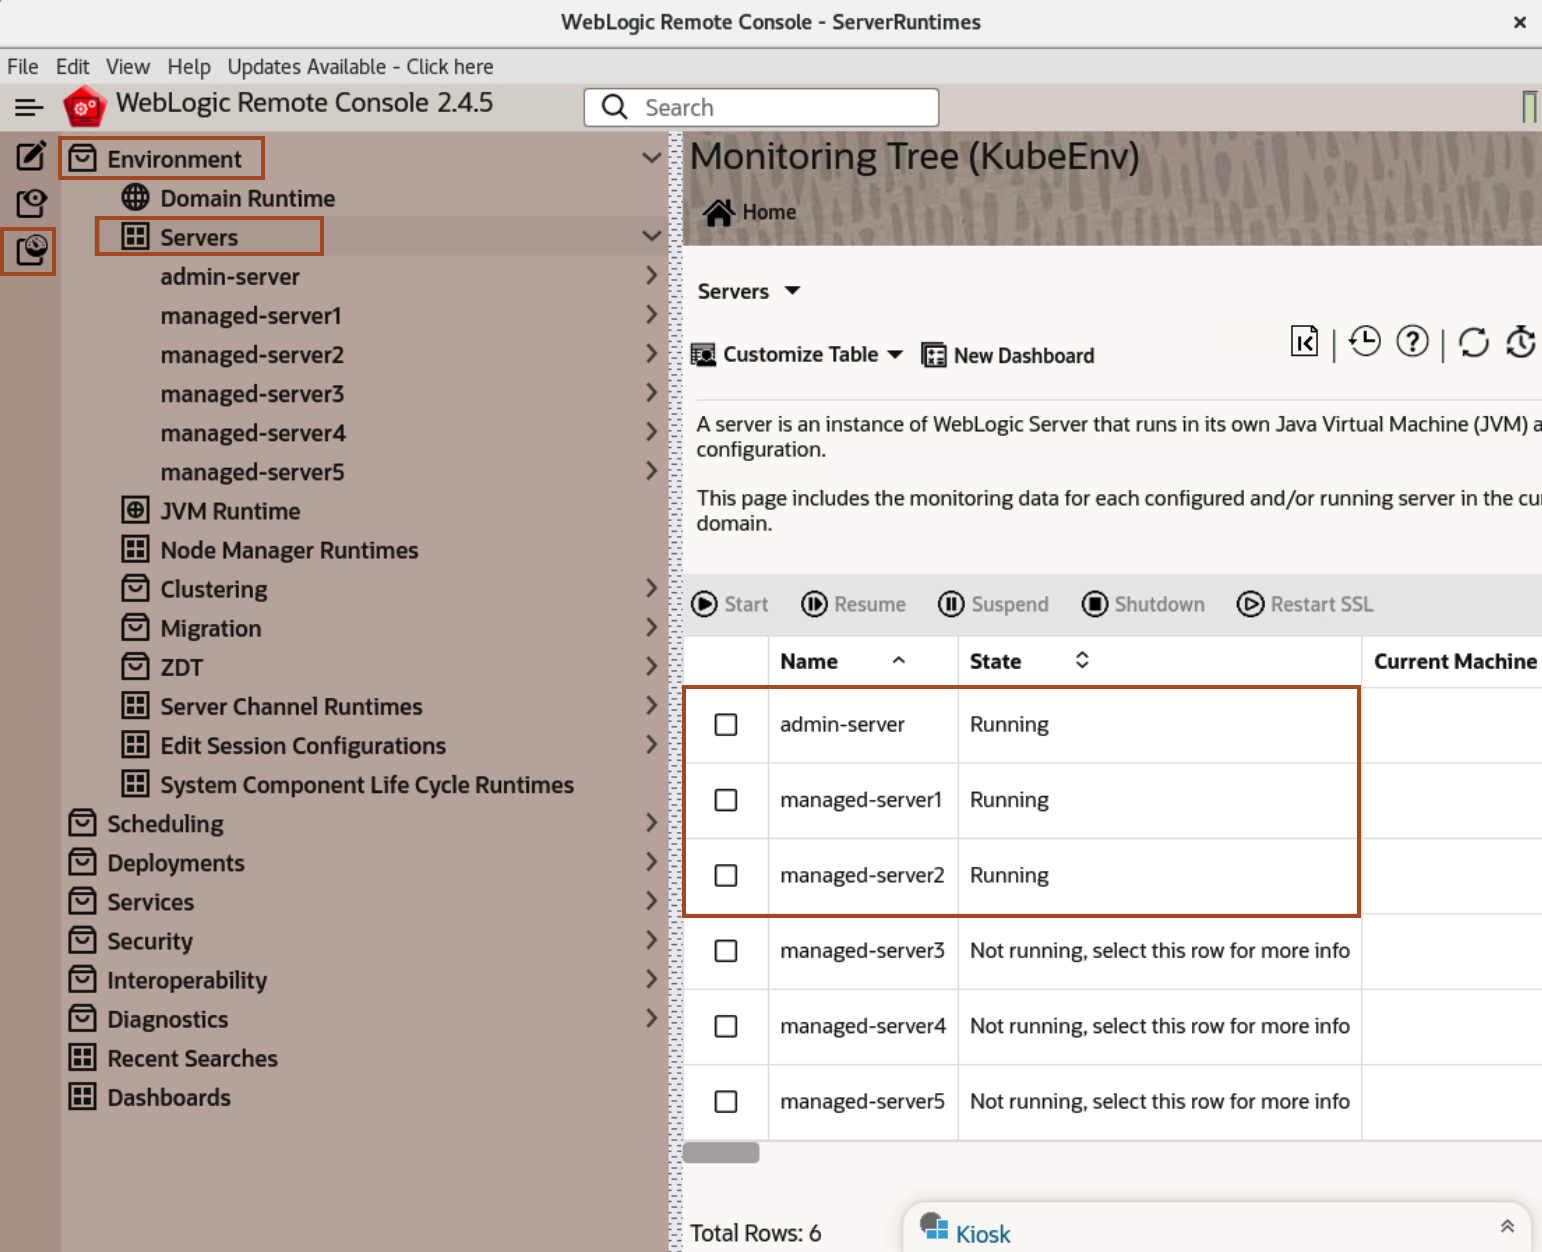 WebLogic Remote Console - ServerRuntimes
File Edit View Help Updates Available - Click here
WebLogic Remote Console 2.4.5
Search
Environment
Domain Runtime
Servers
admin-server
managed-server1
managed-server2
managed-server3
managed-server4
managed-server5
JVM Runtime
Node Manager Runtimes
Clustering
Migration
ZDT
Server Channel Runtimes
Edit Session Configurations
System Component Life Cycle Runtimes
Scheduling
Deployments
Services
Security
Interoperability
Diagnostics
Recent Searches
Dashboards
Monitoring Tree (KubeEnv)
Home
Servers
Customize Table New Dashboard
A server is an instance of WebLogic Server that runs in its own Java Virtual Machine (JVM) a
configuration.
This page includes the monitoring data for each configured and/or running server in the cu
domain.
Start Resume Suspend Shutdown Restart SSL
Name State Current Machine
admin-server Running
managed-server1 Running
managed-server2 Running
managed-server3 Not running, select this row for more info
managed-server4 Not running, select this row for more info
managed-server5 Not running, select this row for more info
Total Rows: 6
Kiosk